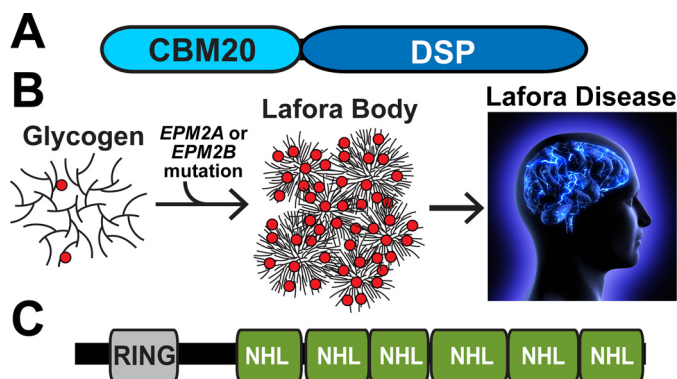 A
CBM20 DSP
B
Glycogen
EPM2A or
EPM2B
mutation
Lafora Body
Lafora Disease
C
RING NHL NHL NHL NHL NHL NHL